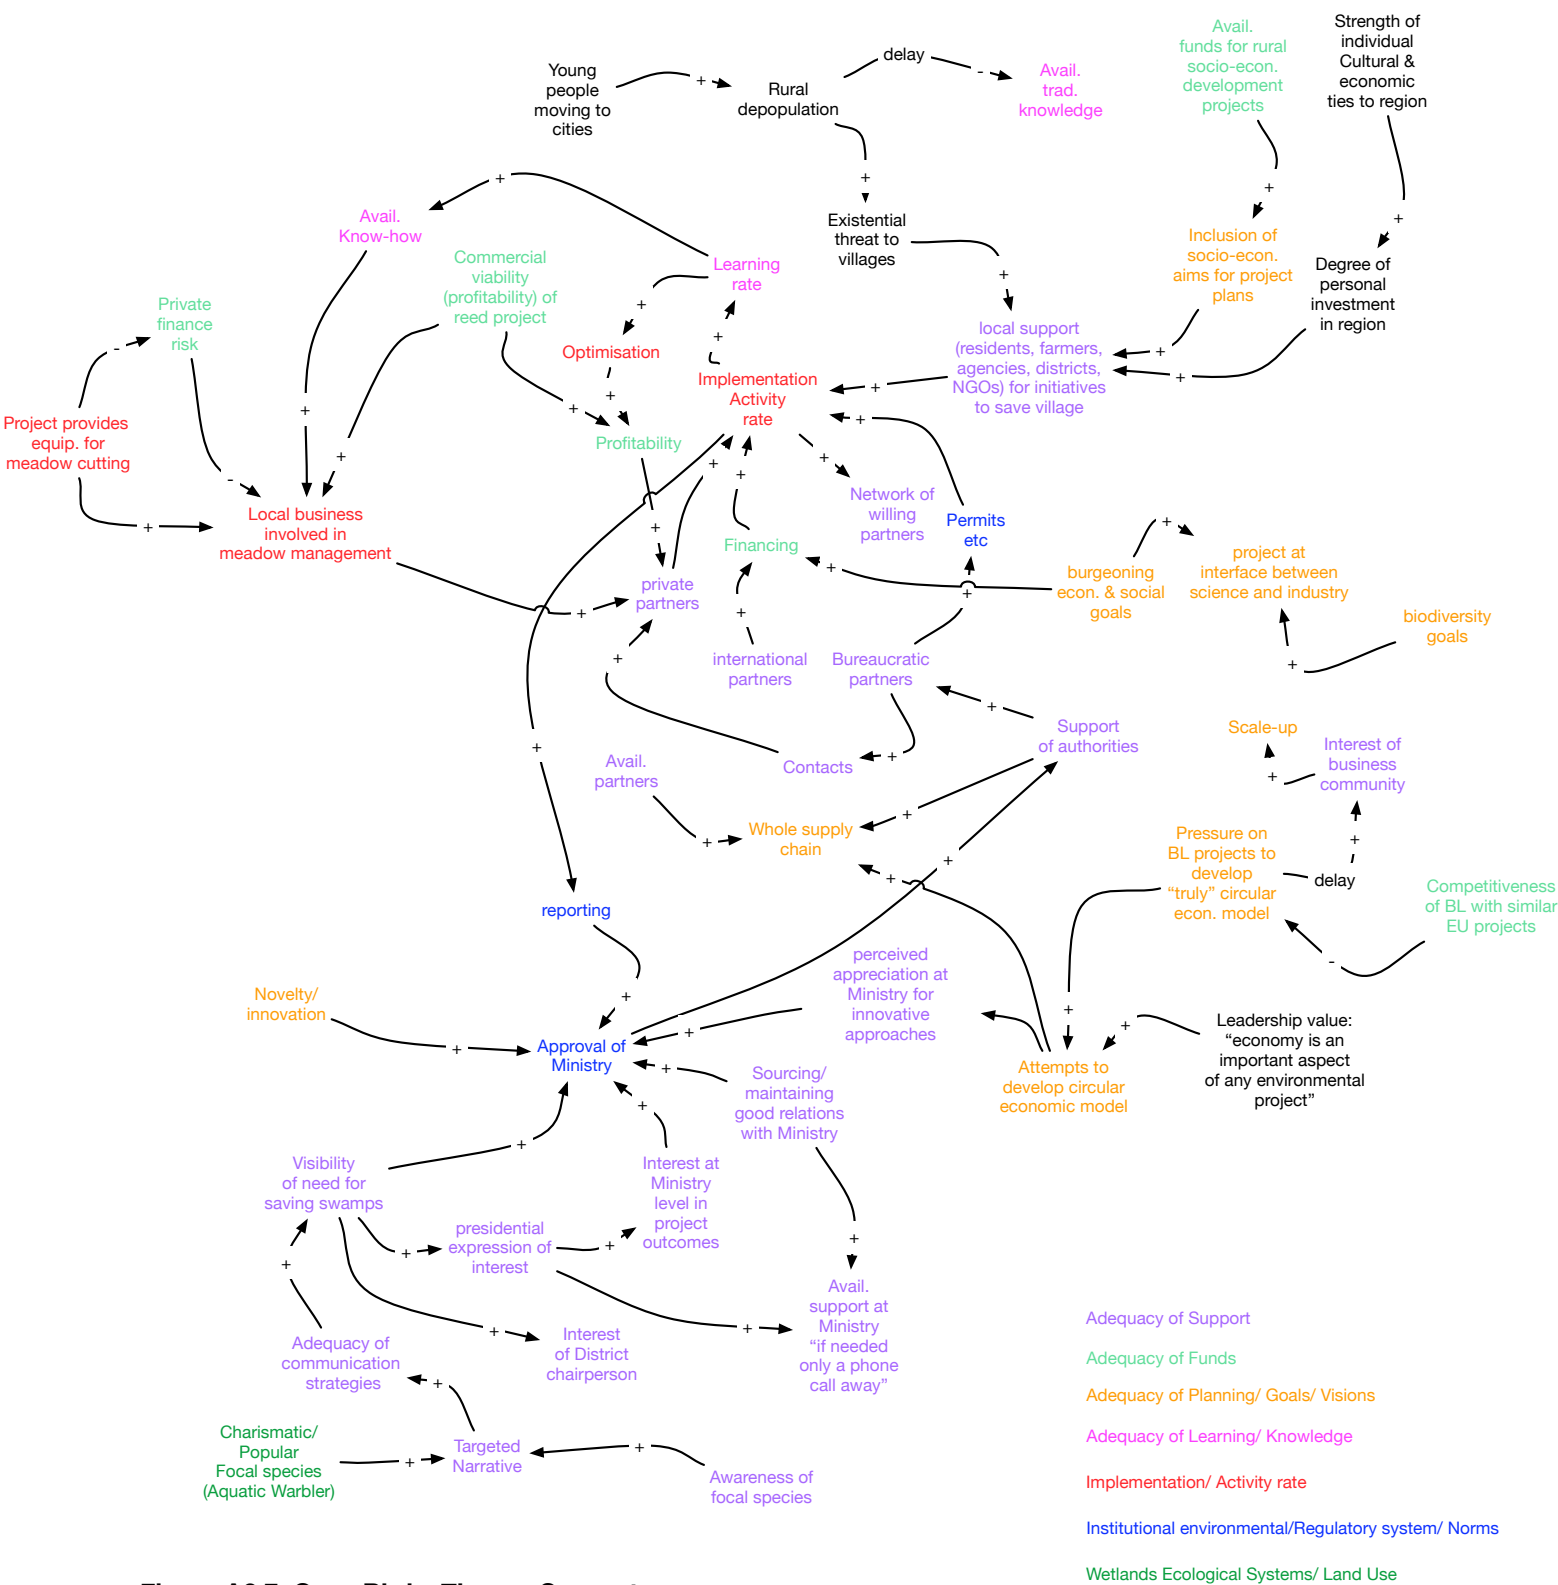 Young
people
moving to
cities
+
Rural
depopulation
delay
-
Avail.
trad.
knowledge
Avail.
funds for rural
socio-econ.
development
projects
Strength of
individual
Cultural &
economic
ties to region
+
+
+
Existential
threat to
villages
+
Inclusion of
socio-econ.
aims for project
plans
Degree of
personal
investment
in region
+
Avail.
Know-how
Learning
rate
Commercial
viability
(profitability) of
reed project
Private
finance
risk
-
+
+
Optimisation
+
Implementation
Activity
rate
local support
(residents, farmers,
agencies, districts,
NGOs) for initiatives
to save village
+
+
+
+
Project provides
equip. for
meadow cutting
+
+
-
+
+
Profitability
+
+
+
+
Network of
willing
partners
Permits
etc
Local business
involved in
meadow management
+
Financing
+
private
partners
+
+
burgeoning
econ. & social
goals
+
project at
interface between
science and industry
biodiversity
goals
+
+
+
international
partners
Bureaucratic
partners
+
+
Support
of authorities
+
Contacts
Avail.
partners
+
Scale-up
+
Interest of
business
community
+
+
Whole supply
chain
+
+
+
Pressure on
BL projects to
develop
“truly” circular
econ. model
delay
+
Competitiveness
of BL with similar
EU projects
-
reporting
+
perceived
appreciation at
Ministry for
innovative
approaches
+
Novelty/
innovation
+
Approval of
Ministry
+
+
Leadership value:
“economy is an
important aspect
of any environmental
project”
Attempts to
develop circular
economic model
+
Sourcing/
maintaining
good relations
with Ministry
+
+
Visibility
of need for
saving swamps
Interest at
Ministry
level in
project
outcomes
+
presidential
expression of
interest
+
+
+
Avail.
support at
Ministry
“if needed
only a phone
call away”
+
+
Interest
of District
chairperson
Adequacy of
communication
strategies
+
Charismatic/
Popular
Focal species
(Aquatic Warbler)
+
Targeted
Narrative
+
Awareness of
focal species
Adequacy of Support
Adequacy of Funds
Adequacy of Planning/ Goals/ Visions
Adequacy of Learning/ Knowledge
Implementation/ Activity rate
Institutional environmental/Regulatory system/ Norms
Wetlands Ecological Systems/ Land Use